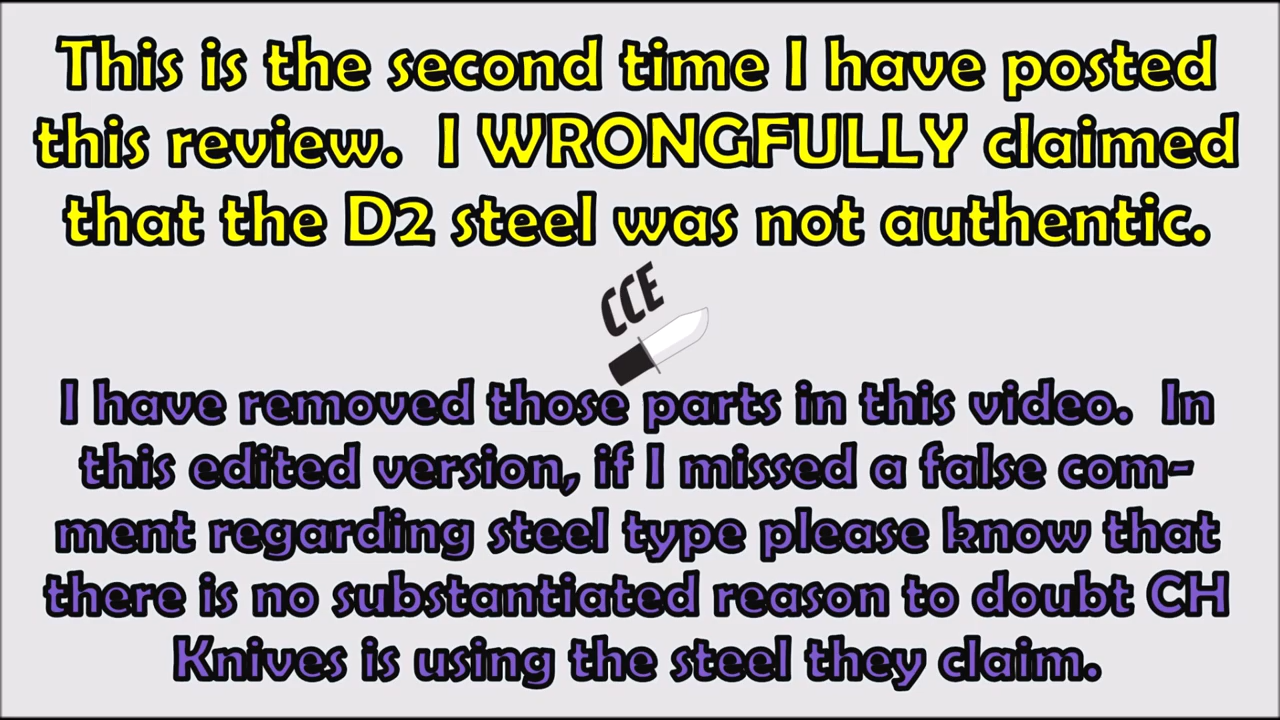 This is the second time I have posted
this review.  I WRONGFULLY claimed
that the D2 steel was not authentic.
CCE
I have removed those parts in this video.  In
this edited version, if I missed a false com-
ment regarding steel type please know that
there is no substantiated reason to doubt CH
Knives is using the steel they claim.